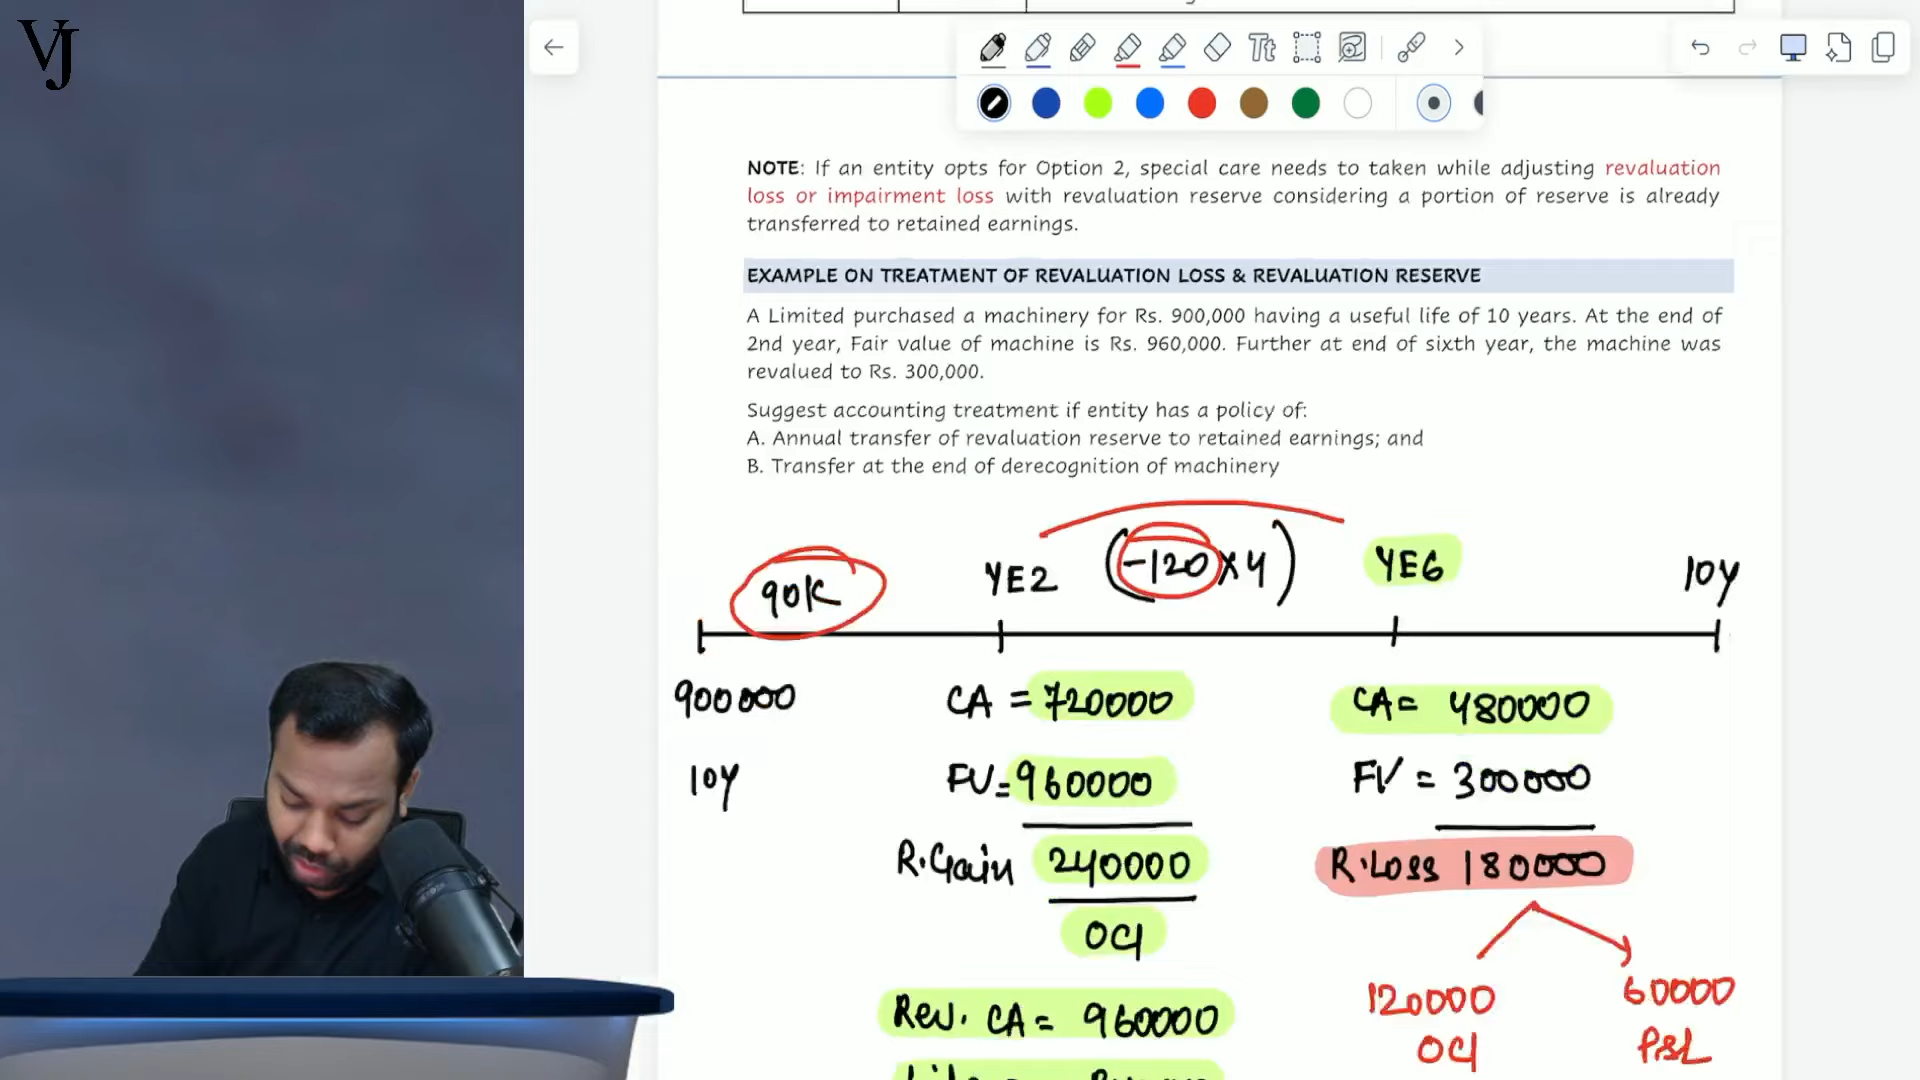 VJ
Tt
NOTE: If an entity opts for Option 2, special care needs to taken while adjusting revaluation
loss or impairment loss with revaluation reserve considering a portion of reserve is already
transferred to retained earnings.
EXAMPLE ON TREATMENT OF REVALUATION LOSS & REVALUATION RESERVE
A Limited purchased a machinery for Rs. 900,000 having a useful life of 10 years. At the end of
2nd year, Fair value of machine is Rs. 960,000. Further at end of sixth year, the machine was
revalued to Rs. 300,000.
Suggest accounting treatment if entity has a policy of:
A. Annual transfer of revaluation reserve to retained earnings; and
B. Transfer at the end of derecognition of machinery
90K YE2 (-120x4) YE6 10Y
900000 CA = 720000 CA= 480000
10Y FV=960000 FV = 300000
R.Gain 240000 R.Loss 180000
OCI
120000 60000
Rev. CA= 960000
OCI P&L